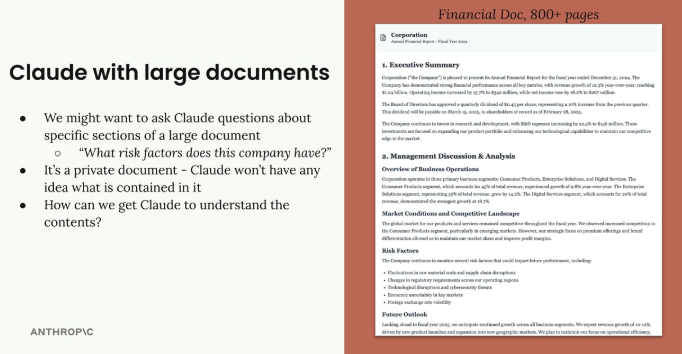 Financial Doc, 800+ pages
Claude with large documents
● We might want to ask Claude questions about
specific sections of a large document
○ “What risk factors does this company have?”
● It’s a private document - Claude won’t have any
idea what is contained in it
● How can we get Claude to understand the
contents?
ANTHROP\C
Corporation
Annual Financial Report - Fiscal Year 2024
1. Executive Summary
Corporation ("the Company") is pleased to present its Annual Financial Report for the fiscal year ended December 31, 2024. The
Company has demonstrated strong financial performance across all key metrics, with revenue growth of 12.3% year-over-year, reaching
$1.24 billion. Operating income increased by 15.7% to $342 million, while net income rose by 18.2% to $267 million.
The Board of Directors has approved a quarterly dividend of $0.45 per share, representing a 10% increase from the previous quarter.
This dividend will be payable on March 15, 2025, to shareholders of record as of February 28, 2025.
The Company continues to invest in research and development, with R&D expenses increasing by 22.4% to $156 million. These
investments are focused on expanding our product portfolio and enhancing our technological capabilities to maintain our competitive
edge in the market.
2. Management Discussion & Analysis
Overview of Business Operations
Corporation operates in three primary business segments: Consumer Products, Enterprise Solutions, and Digital Services. The
Consumer Products segment, which accounts for 45% of total revenue, experienced growth of 9.8% year-over-year. The Enterprise
Solutions segment, representing 35% of total revenue, grew by 14.2%. The Digital Services segment, which accounts for 20% of total
revenue, demonstrated the strongest growth at 18.7%.
Market Conditions and Competitive Landscape
The global market for our products and services remained competitive throughout the fiscal year. We observed increased competition in
the Consumer Products segment, particularly in emerging markets. However, our strategic focus on premium offerings and brand
differentiation allowed us to maintain our market share and improve profit margins.
Risk Factors
The Company continues to monitor several risk factors that could impact future performance, including:
• Fluctuations in raw material costs and supply chain disruptions
• Changes in regulatory requirements across our operating regions
• Technological disruptions and cybersecurity threats
• Economic uncertainty in key markets
• Foreign exchange rate volatility
Future Outlook
Looking ahead to fiscal year 2025, we anticipate continued growth across all business segments. We expect revenue growth of 10-12%,
driven by new product launches and expansion into new geographic markets. We plan to maintain our focus on operational efficiency,